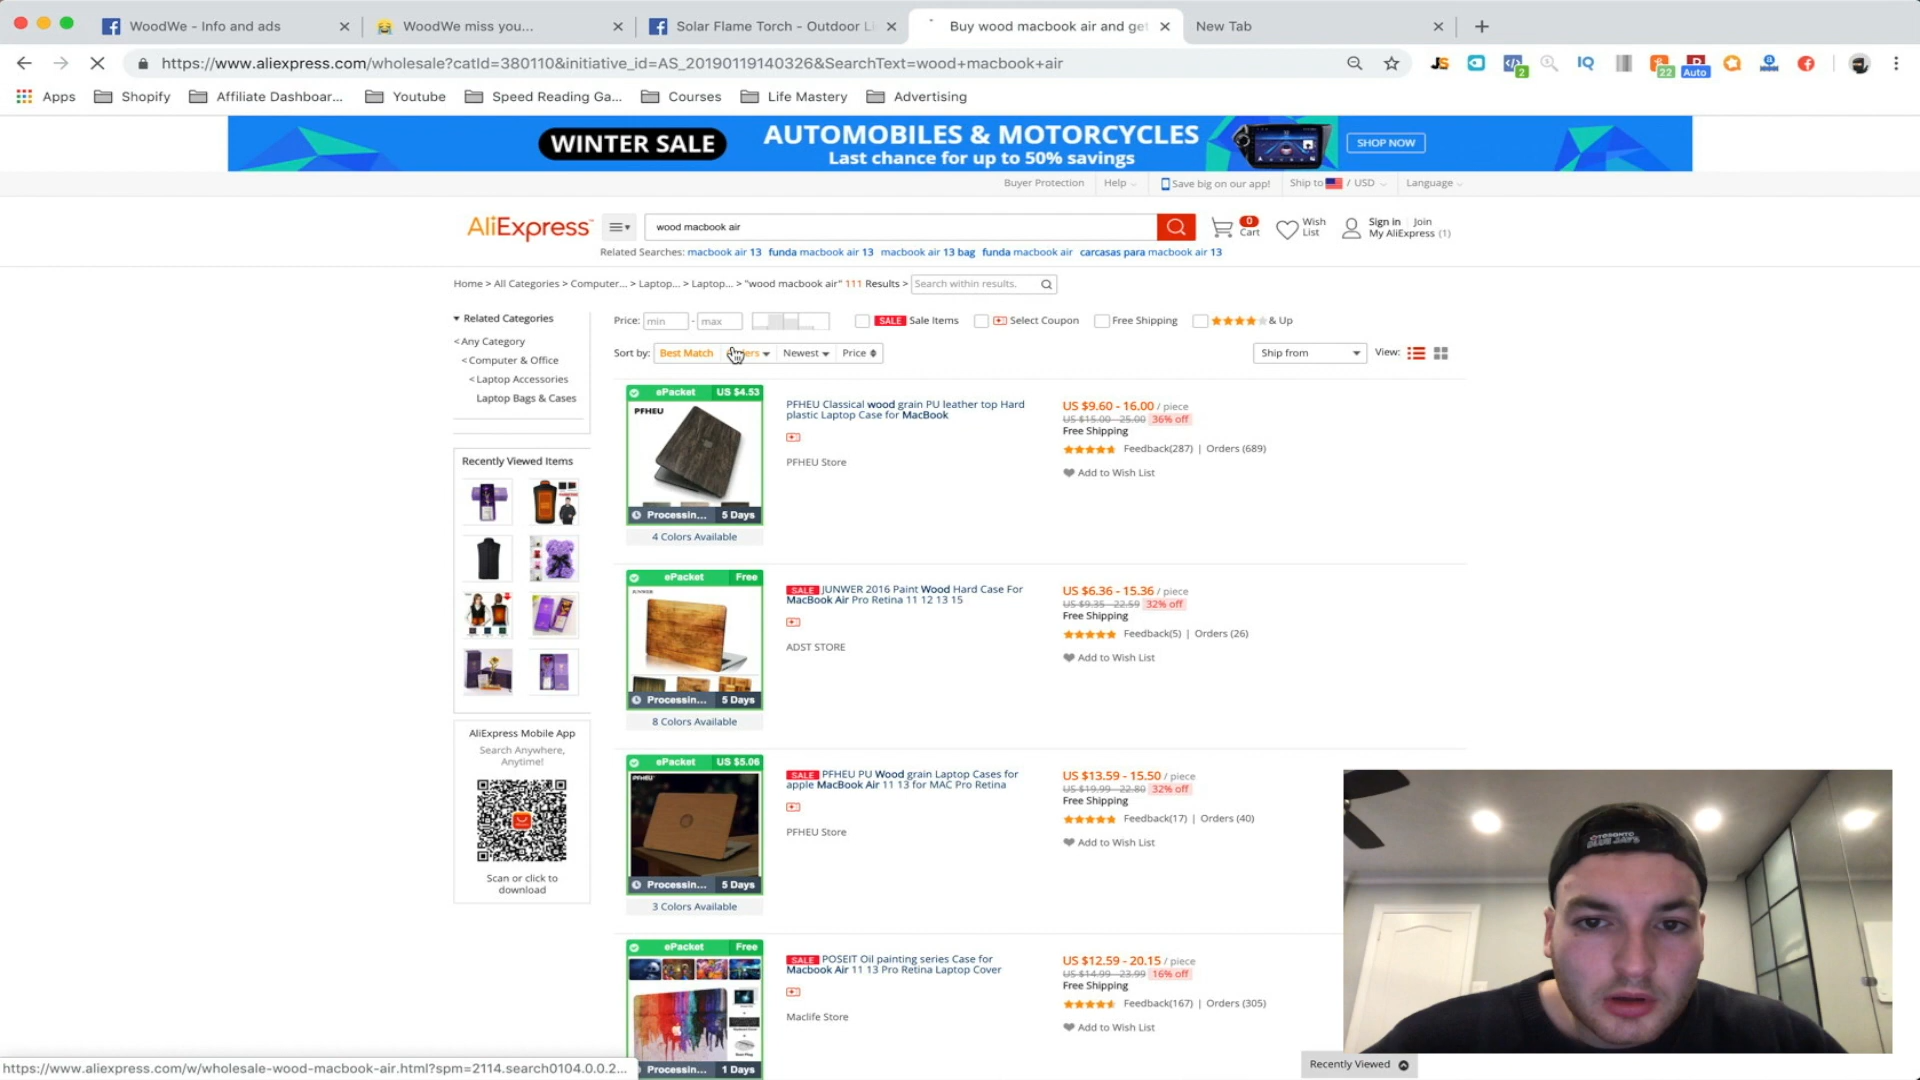 WoodWe - Info and ads
WoodWe miss you...
Solar Flame Torch - Outdoor Li
Buy wood macbook air and get
New Tab
https://www.aliexpress.com/wholesale?catId=380110&initiative_id=AS_20190119140326&SearchText=wood+macbook+air
JS
2
IQ
22
Auto
Apps
Shopify
Affiliate Dashboar...
Youtube
Speed Reading Ga...
Courses
Life Mastery
Advertising
WINTER SALE
AUTOMOBILES & MOTORCYCLES
Last chance for up to 50% savings
SHOP NOW
Buyer Protection
Help
Save big on our app!
Ship to / USD
Language
AliExpress
wood macbook air
0
Cart
Wish
List
Sign in Join
My AliExpress (1)
Related Searches: macbook air 13 funda macbook air 13 macbook air 13 bag funda macbook air carcasas para macbook air 13
Home > All Categories > Computer... > Laptop... > Laptop... > "wood macbook air" 111 Results >
Search within results.
Related Categories
< Any Category
< Computer & Office
< Laptop Accessories
Laptop Bags & Cases
Price: min - max
SALE Sale Items
Select Coupon
Free Shipping
& Up
Sort by: Best Match
Newest
Price
Ship from
View:
Recently Viewed Items
AliExpress Mobile App
Search Anywhere,
Anytime!
Scan or click to
download
ePacket US $4.53
PFHEU
Processin... 5 Days
4 Colors Available
PFHEU Classical wood grain PU leather top Hard
plastic Laptop Case for MacBook
PFHEU Store
US $9.60 - 16.00 / piece
US $15.00 - 25.00 36% off
Free Shipping
Feedback(287) | Orders (689)
Add to Wish List
ePacket Free
JUNWER
Processin... 5 Days
8 Colors Available
SALE JUNWER 2016 Paint Wood Hard Case For
MacBook Air Pro Retina 11 12 13 15
ADST STORE
US $6.36 - 15.36 / piece
US $9.35 - 22.59 32% off
Free Shipping
Feedback(5) | Orders (26)
Add to Wish List
ePacket US $5.06
PFHEU
Processin... 5 Days
3 Colors Available
SALE PFHEU PU Wood grain Laptop Cases for
apple MacBook Air 11 13 for MAC Pro Retina
PFHEU Store
US $13.59 - 15.50 / piece
US $19.99 - 22.80 32% off
Free Shipping
Feedback(17) | Orders (40)
Add to Wish List
ePacket Free
Processin... 1 Days
SALE POSEIT Oil painting series Case for
Macbook Air 11 13 Pro Retina Laptop Cover
Maclife Store
US $12.59 - 20.15 / piece
US $14.99 - 23.99 16% off
Free Shipping
Feedback(167) | Orders (305)
Add to Wish List
TORONTO
BLUE JAYS
Recently Viewed
https://www.aliexpress.com/w/wholesale-wood-macbook-air.html?spm=2114.search0104.0.0.2...